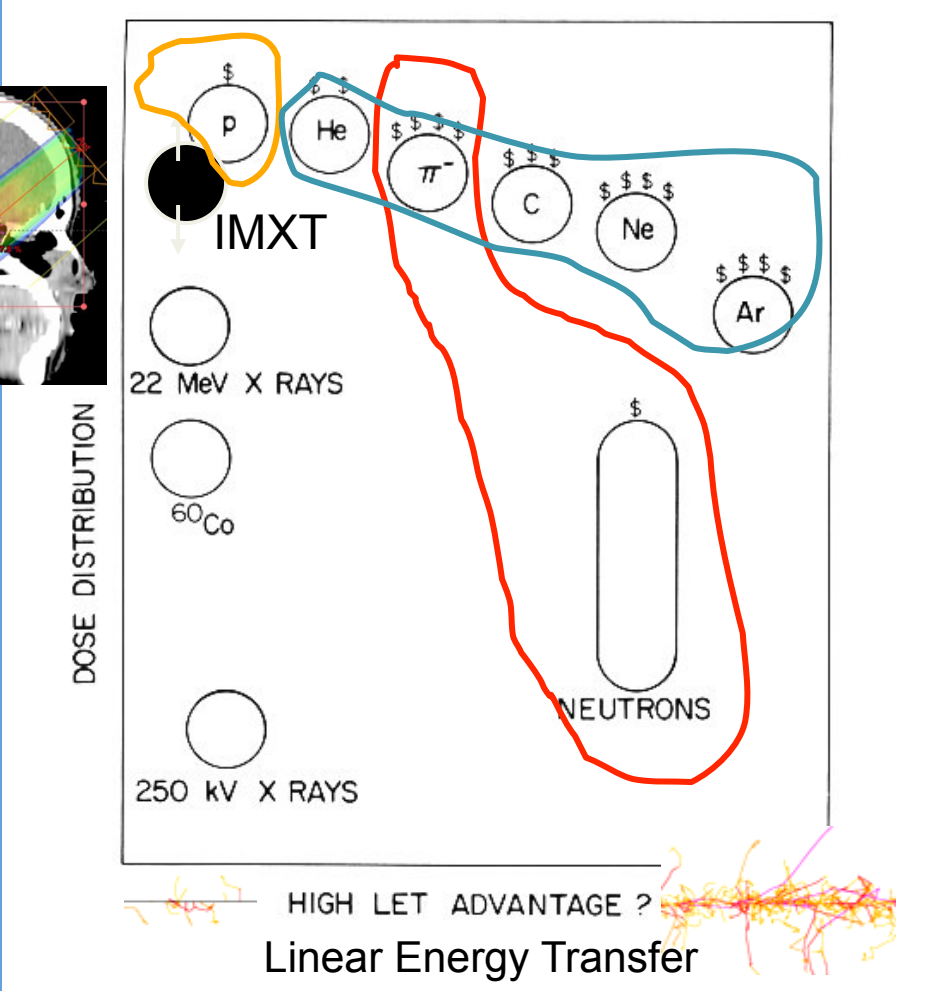 $
p
$ $
He
$ $ $ $
π⁻
$ $ $
C
$ $ $ $
Ne
$ $ $ $
Ar
IMXT
22 MeV X RAYS
⁶⁰Co
$
NEUTRONS
250 kV X RAYS
DOSE DISTRIBUTION
HIGH LET ADVANTAGE ?
Linear Energy Transfer